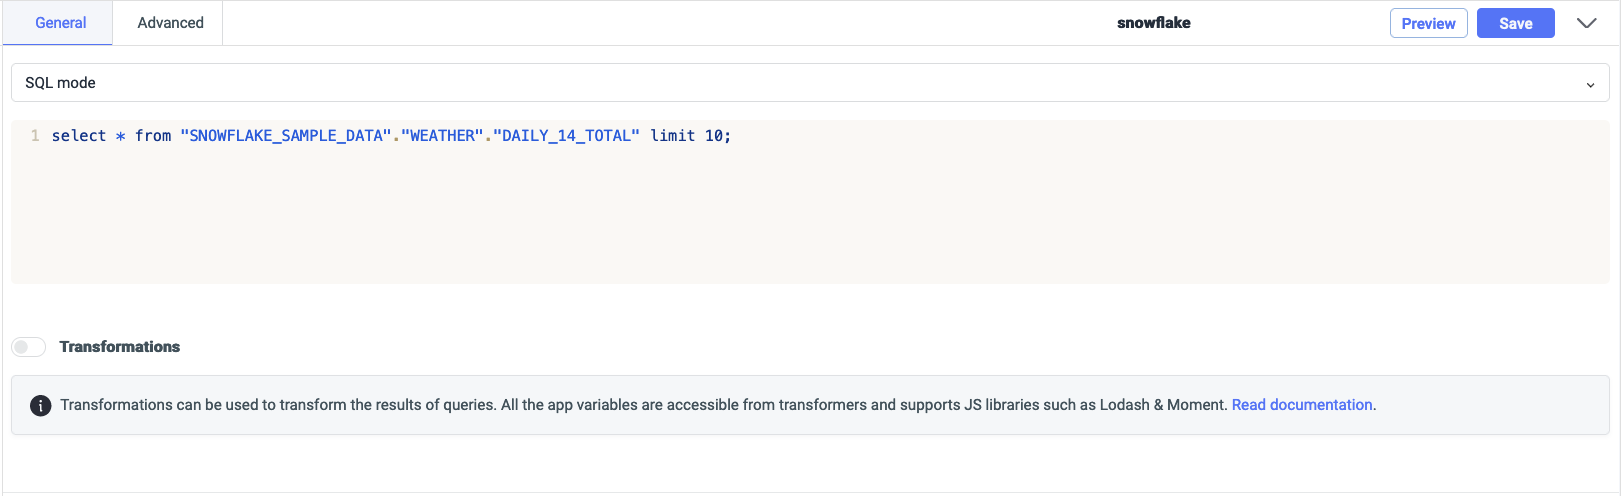 General Advanced snowflake Preview Save
SQL mode
1 select * from "SNOWFLAKE_SAMPLE_DATA"."WEATHER"."DAILY_14_TOTAL" limit 10;
Transformations
Transformations can be used to transform the results of queries. All the app variables are accessible from transformers and supports JS libraries such as Lodash & Moment. Read documentation.